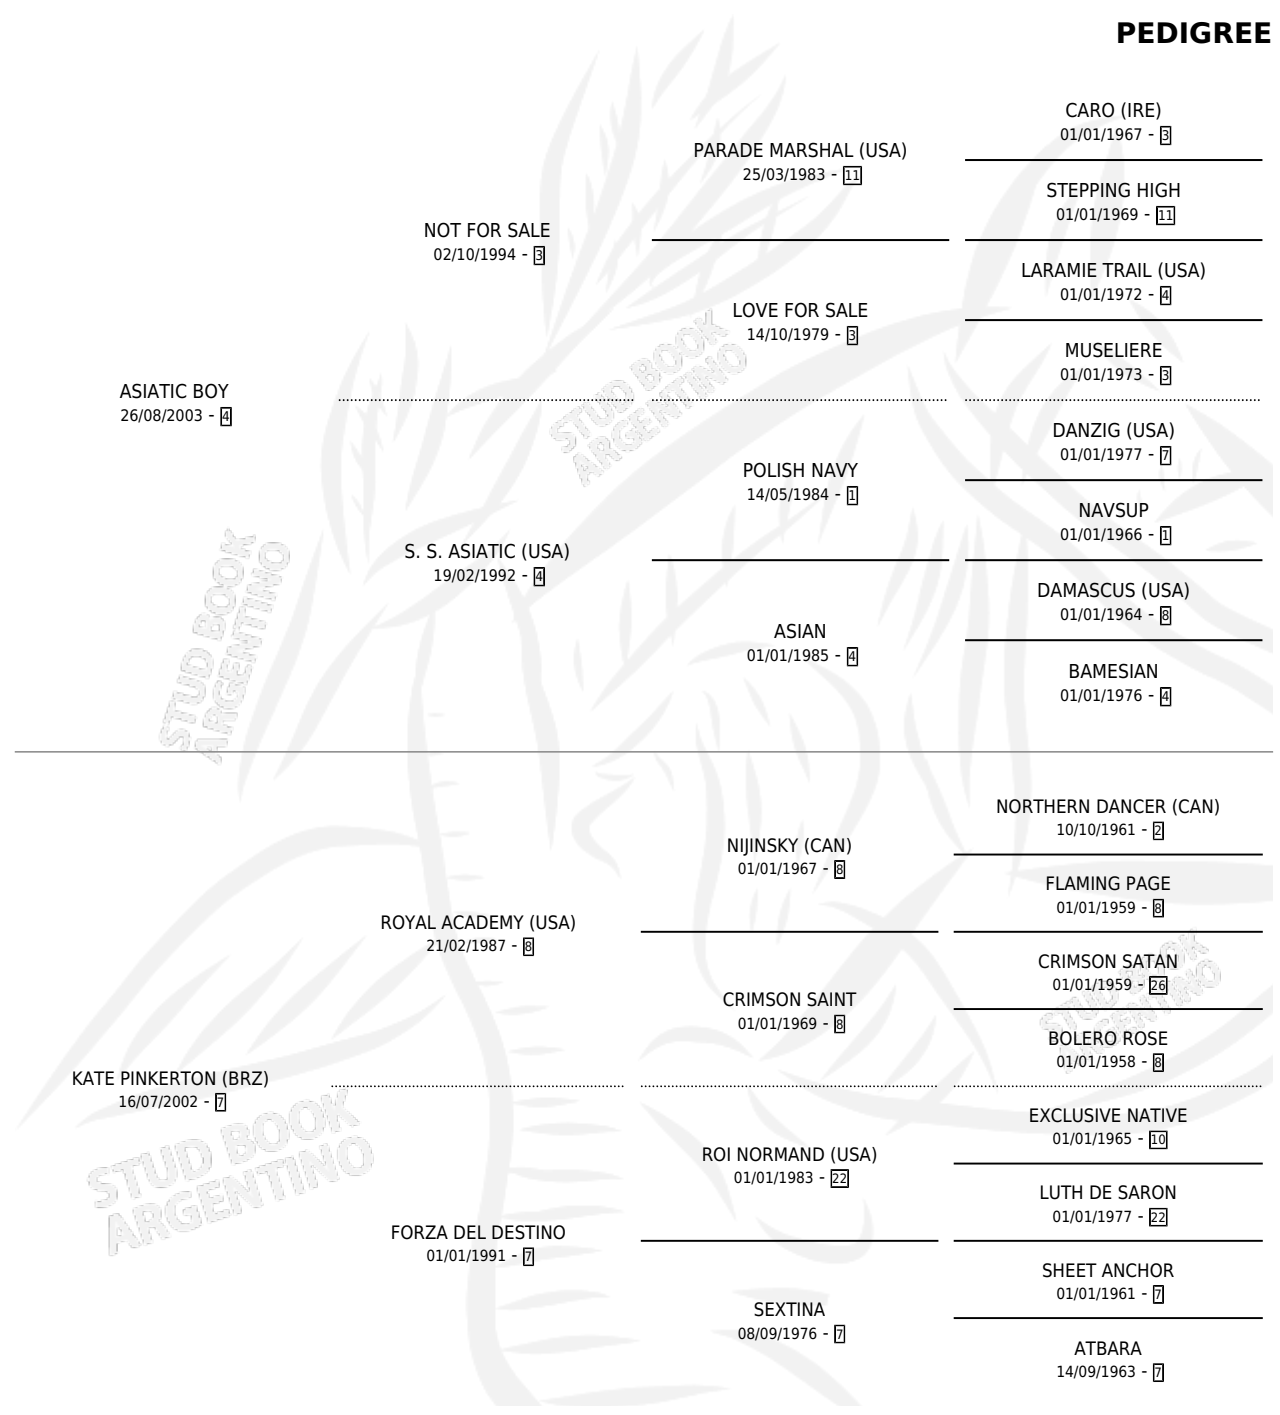 PEDIGREE
CARO (IRE)
01/01/1967 - 3
PARADE MARSHAL (USA)
25/03/1983 - 11
STEPPING HIGH
01/01/1969 - 11
NOT FOR SALE
02/10/1994 - 3
LARAMIE TRAIL (USA)
01/01/1972 - 4
LOVE FOR SALE
14/10/1979 - 3
MUSELIERE
01/01/1973 - 3
ASIATIC BOY
26/08/2003 - 4
DANZIG (USA)
01/01/1977 - 7
POLISH NAVY
14/05/1984 - 1
NAVSUP
01/01/1966 - 1
S. S. ASIATIC (USA)
19/02/1992 - 4
DAMASCUS (USA)
01/01/1964 - 8
ASIAN
01/01/1985 - 4
BAMESIAN
01/01/1976 - 4
NORTHERN DANCER (CAN)
10/10/1961 - 2
NIJINSKY (CAN)
01/01/1967 - 8
FLAMING PAGE
01/01/1959 - 8
ROYAL ACADEMY (USA)
21/02/1987 - 8
CRIMSON SATAN
01/01/1959 - 26
CRIMSON SAINT
01/01/1969 - 8
BOLERO ROSE
01/01/1958 - 8
KATE PINKERTON (BRZ)
16/07/2002 - 7
EXCLUSIVE NATIVE
01/01/1965 - 10
ROI NORMAND (USA)
01/01/1983 - 22
LUTH DE SARON
01/01/1977 - 22
FORZA DEL DESTINO
01/01/1991 - 7
SHEET ANCHOR
01/01/1961 - 7
SEXTINA
08/09/1976 - 7
ATBARA
14/09/1963 - 7
STUD BOOK
ARGENTINO
STUD BOOK
ARGENTINO
STUD BOOK
ARGENTINO
STUD BOOK
ARGENTINO